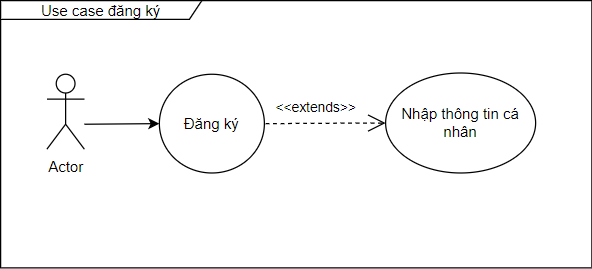 Use case đăng ký
<<extends>>
Đăng ký
Nhập thông tin cá
nhân
Actor